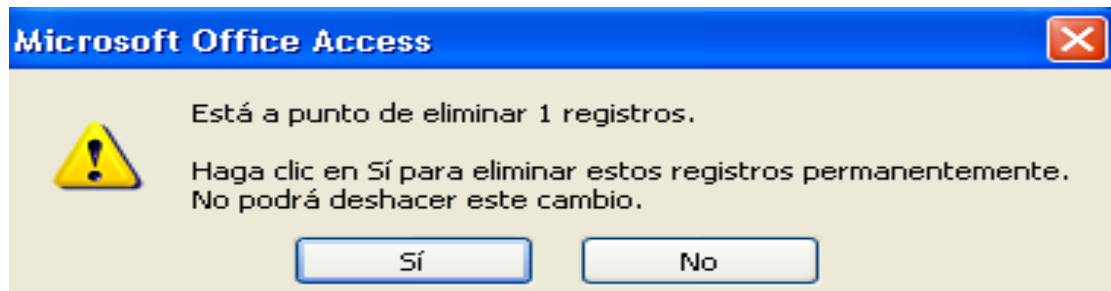 Microsoft Office Access
Está a punto de eliminar 1 registros.
Haga clic en Sí para eliminar estos registros permanentemente.
No podrá deshacer este cambio.
Sí
No